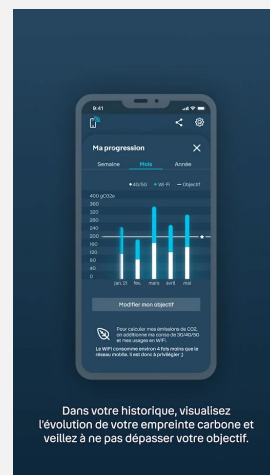 9:41
Ma progression
Semaine Mois Année
4G/5G Wi-Fi Objectif
400 gCO2e
360
320
280
240
200
160
120
80
40
0
jan. 21 fév. mars avril mai
Modifier mon objectif
Pour calculer mes émissions de CO2,
on additionne ma conso de 3G/4G/5G
et mes usages en WiFi.
Le WiFi consomme environ 4 fois moins que le
réseau mobile. Il est donc à privilégier ;)
Dans votre historique, visualisez
l'évolution de votre empreinte carbone et
veillez à ne pas dépasser votre objectif.